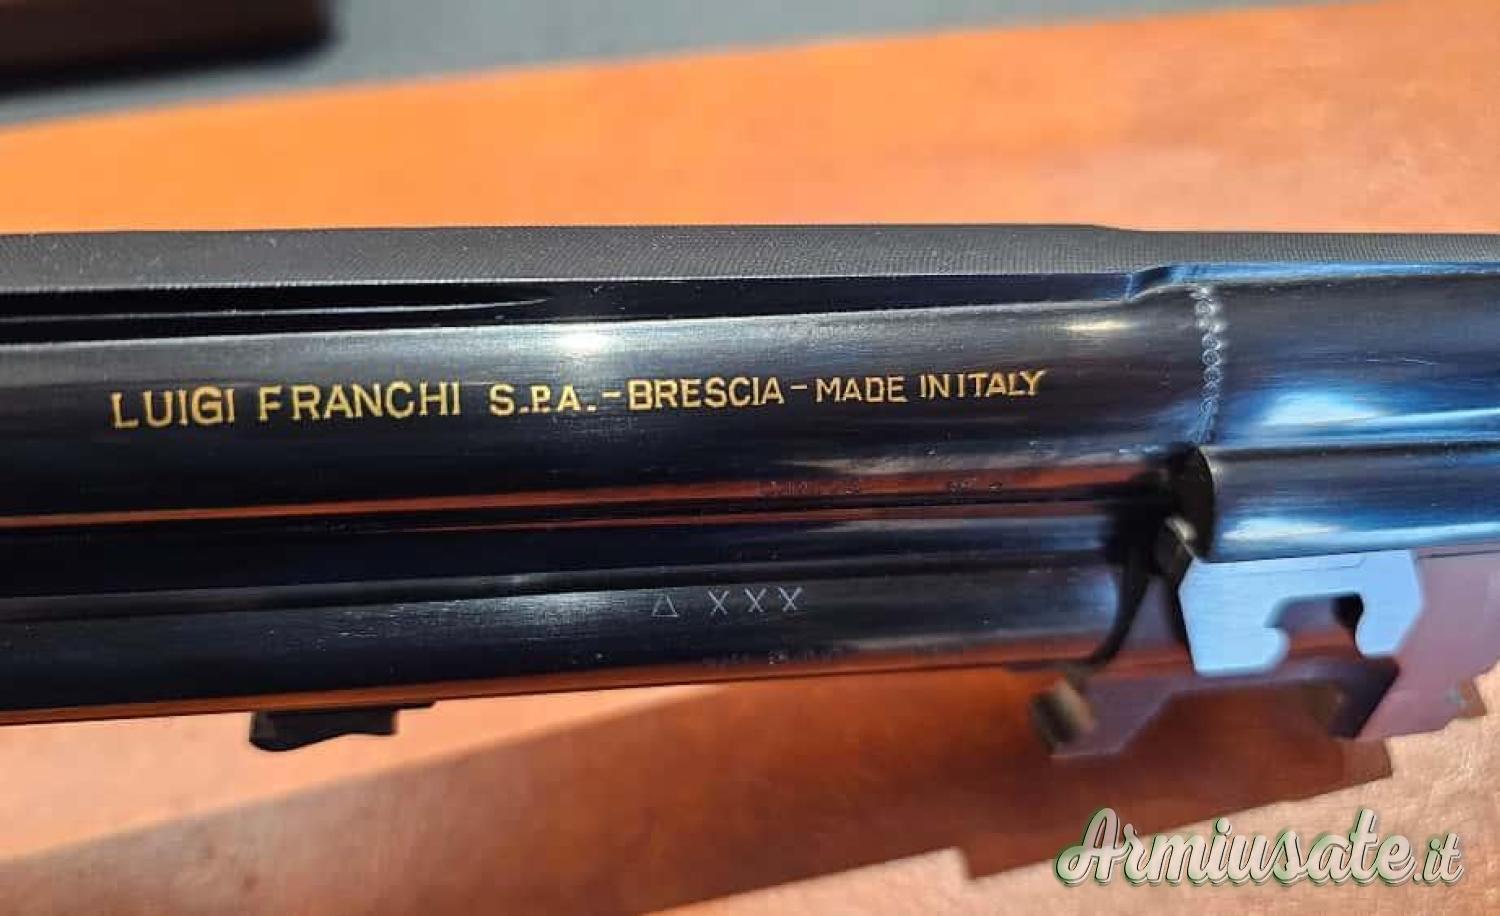 LUIGI FRANCHI S.P.A.-BRESCIA-MADE IN ITALY
△ XXX
Armiusate.it